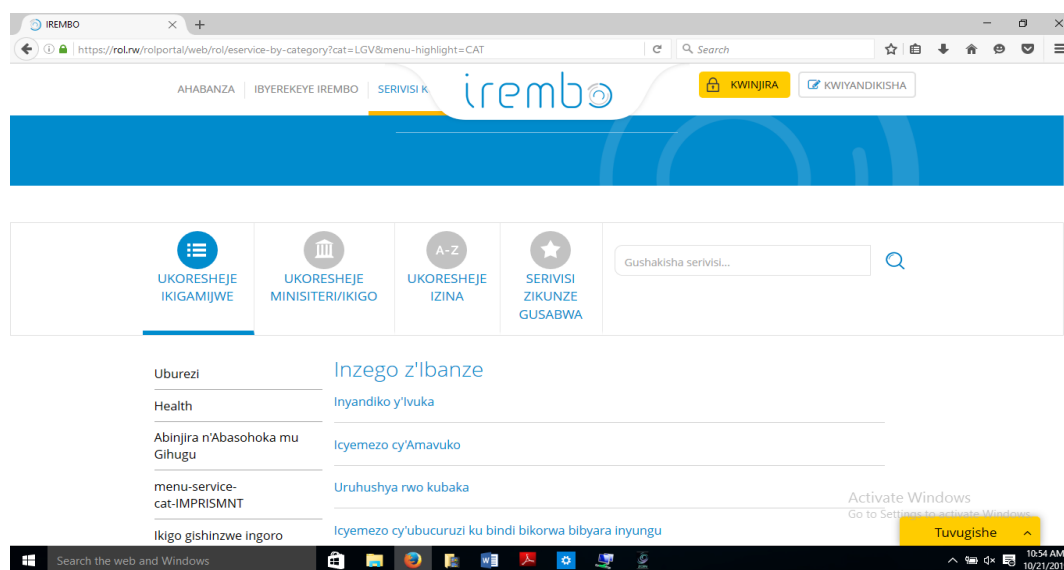 IREMBO
https://rol.rw/rolportal/web/rol/eservice-by-category?cat=LGV&menu-highlight=CAT
Search
AHABANZA
IBYEREKEYE IREMBO
SERIVISI K
irembo
KWINJIRA
KWIYANDIKISHA
UKORESHEJE
IKIGAMIJWE
UKORESHEJE
MINISITERI/IKIGO
A-Z
UKORESHEJE
IZINA
SERIVISI
ZIKUNZE
GUSABWA
Gushakisha serivisi...
Uburezi
Health
Abinjira n'Abasohoka mu
Gihugu
menu-service-
cat-IMPRISMNT
Ikigo gishinzwe ingoro
Inzego z'Ibanze
Inyandiko y'Ivuka
Icyemezo cy'Amavuko
Uruhushya rwo kubaka
Icyemezo cy'ubucuruzi ku bindi bikorwa bibyara inyungu
Activate Windows
Go to Settings to activate Windows.
Tuvugishe
Search the web and Windows
10:54 AM
10/21/20